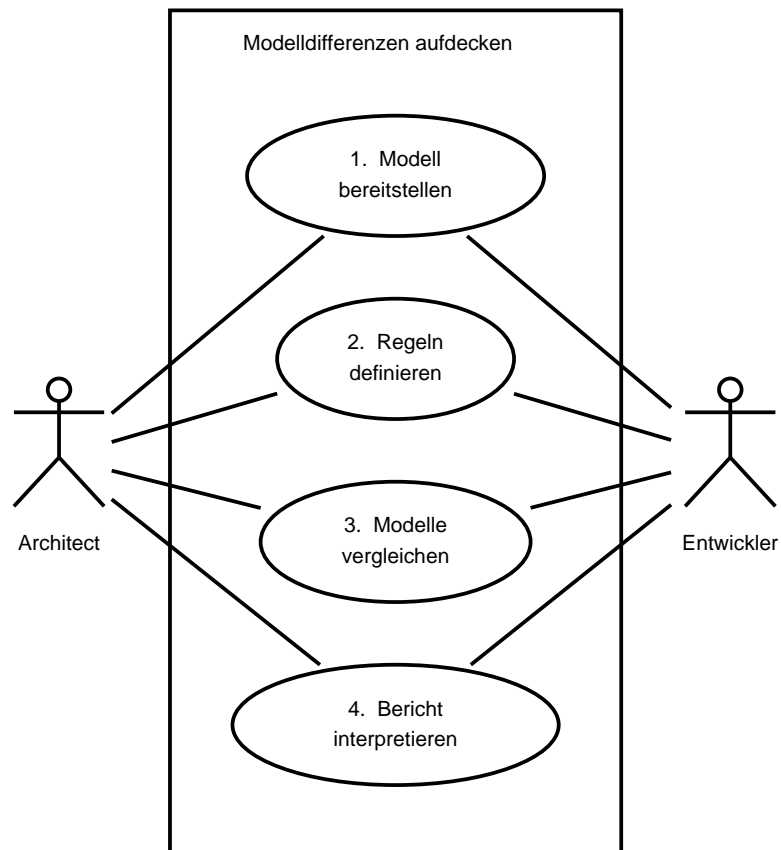 Modelldifferenzen aufdecken
1. Modell
bereitstellen
2. Regeln
definieren
3. Modelle
vergleichen
Architect
Entwickler
4. Bericht
interpretieren